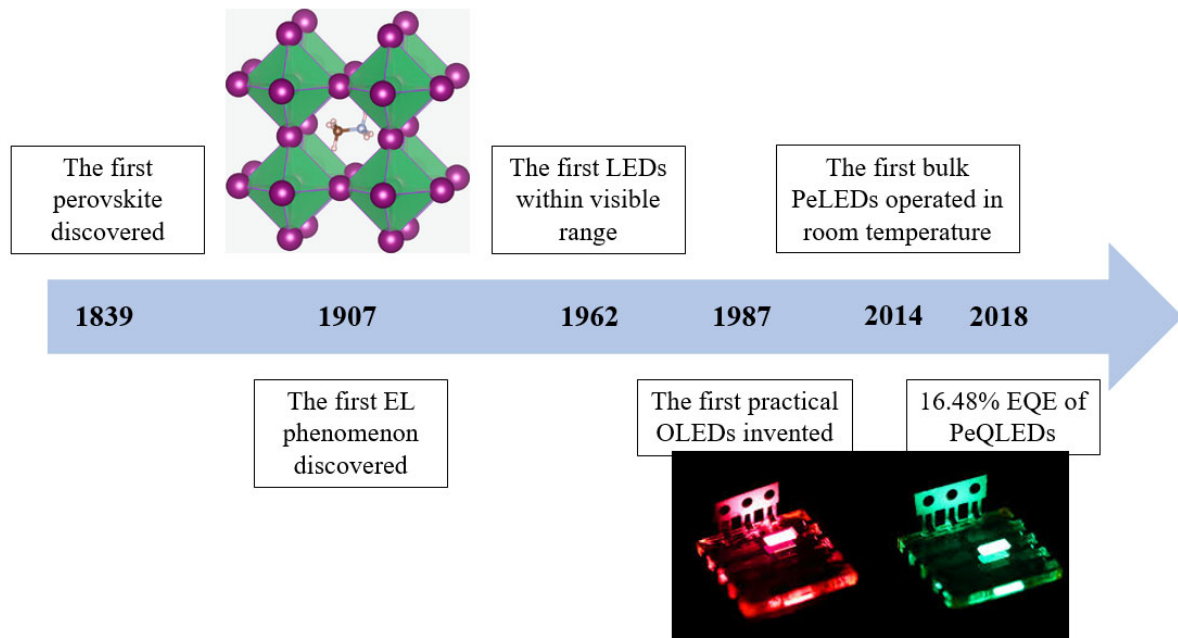 The first
perovskite
discovered
The first LEDs
within visible
range
The first bulk
PeLEDs operated in
room temperature
1839
1907
1962
1987
2014
2018
The first EL
phenomenon
discovered
The first practical
OLEDs invented
16.48% EQE of
PeQLEDs